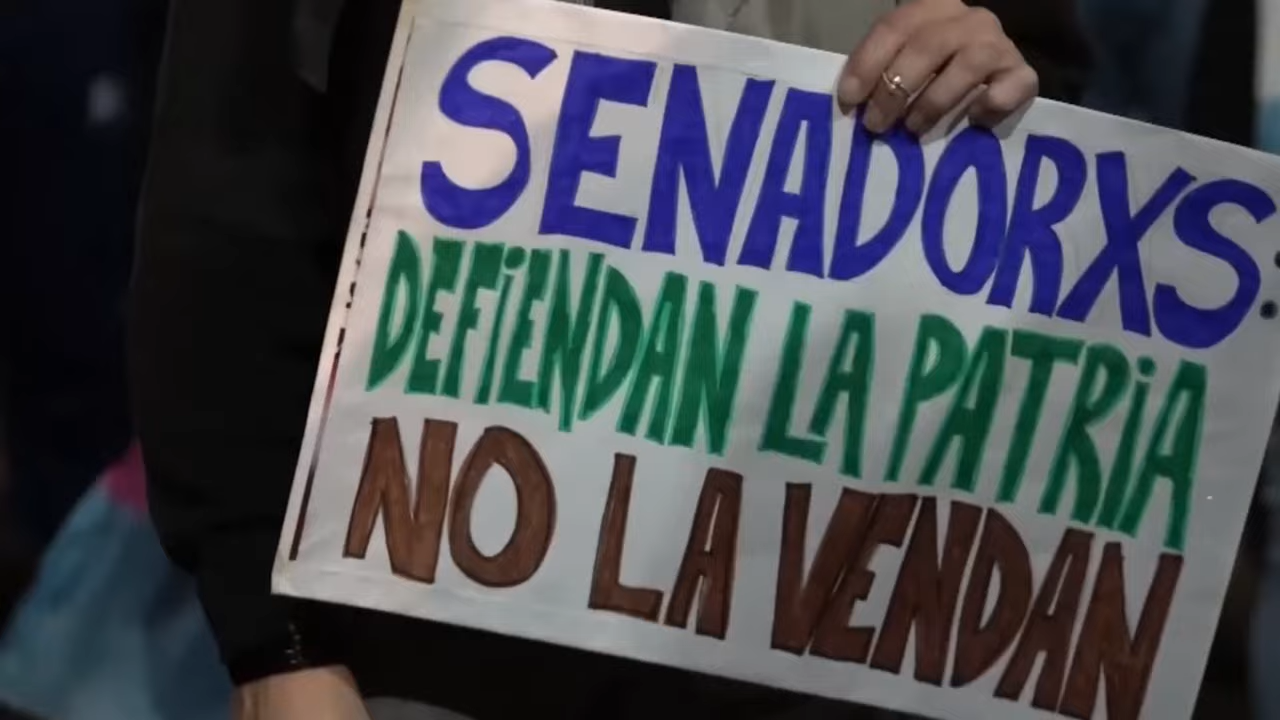 SENADORXS:
DEFiENDAN LA PATRiA
NO LA VENDAN